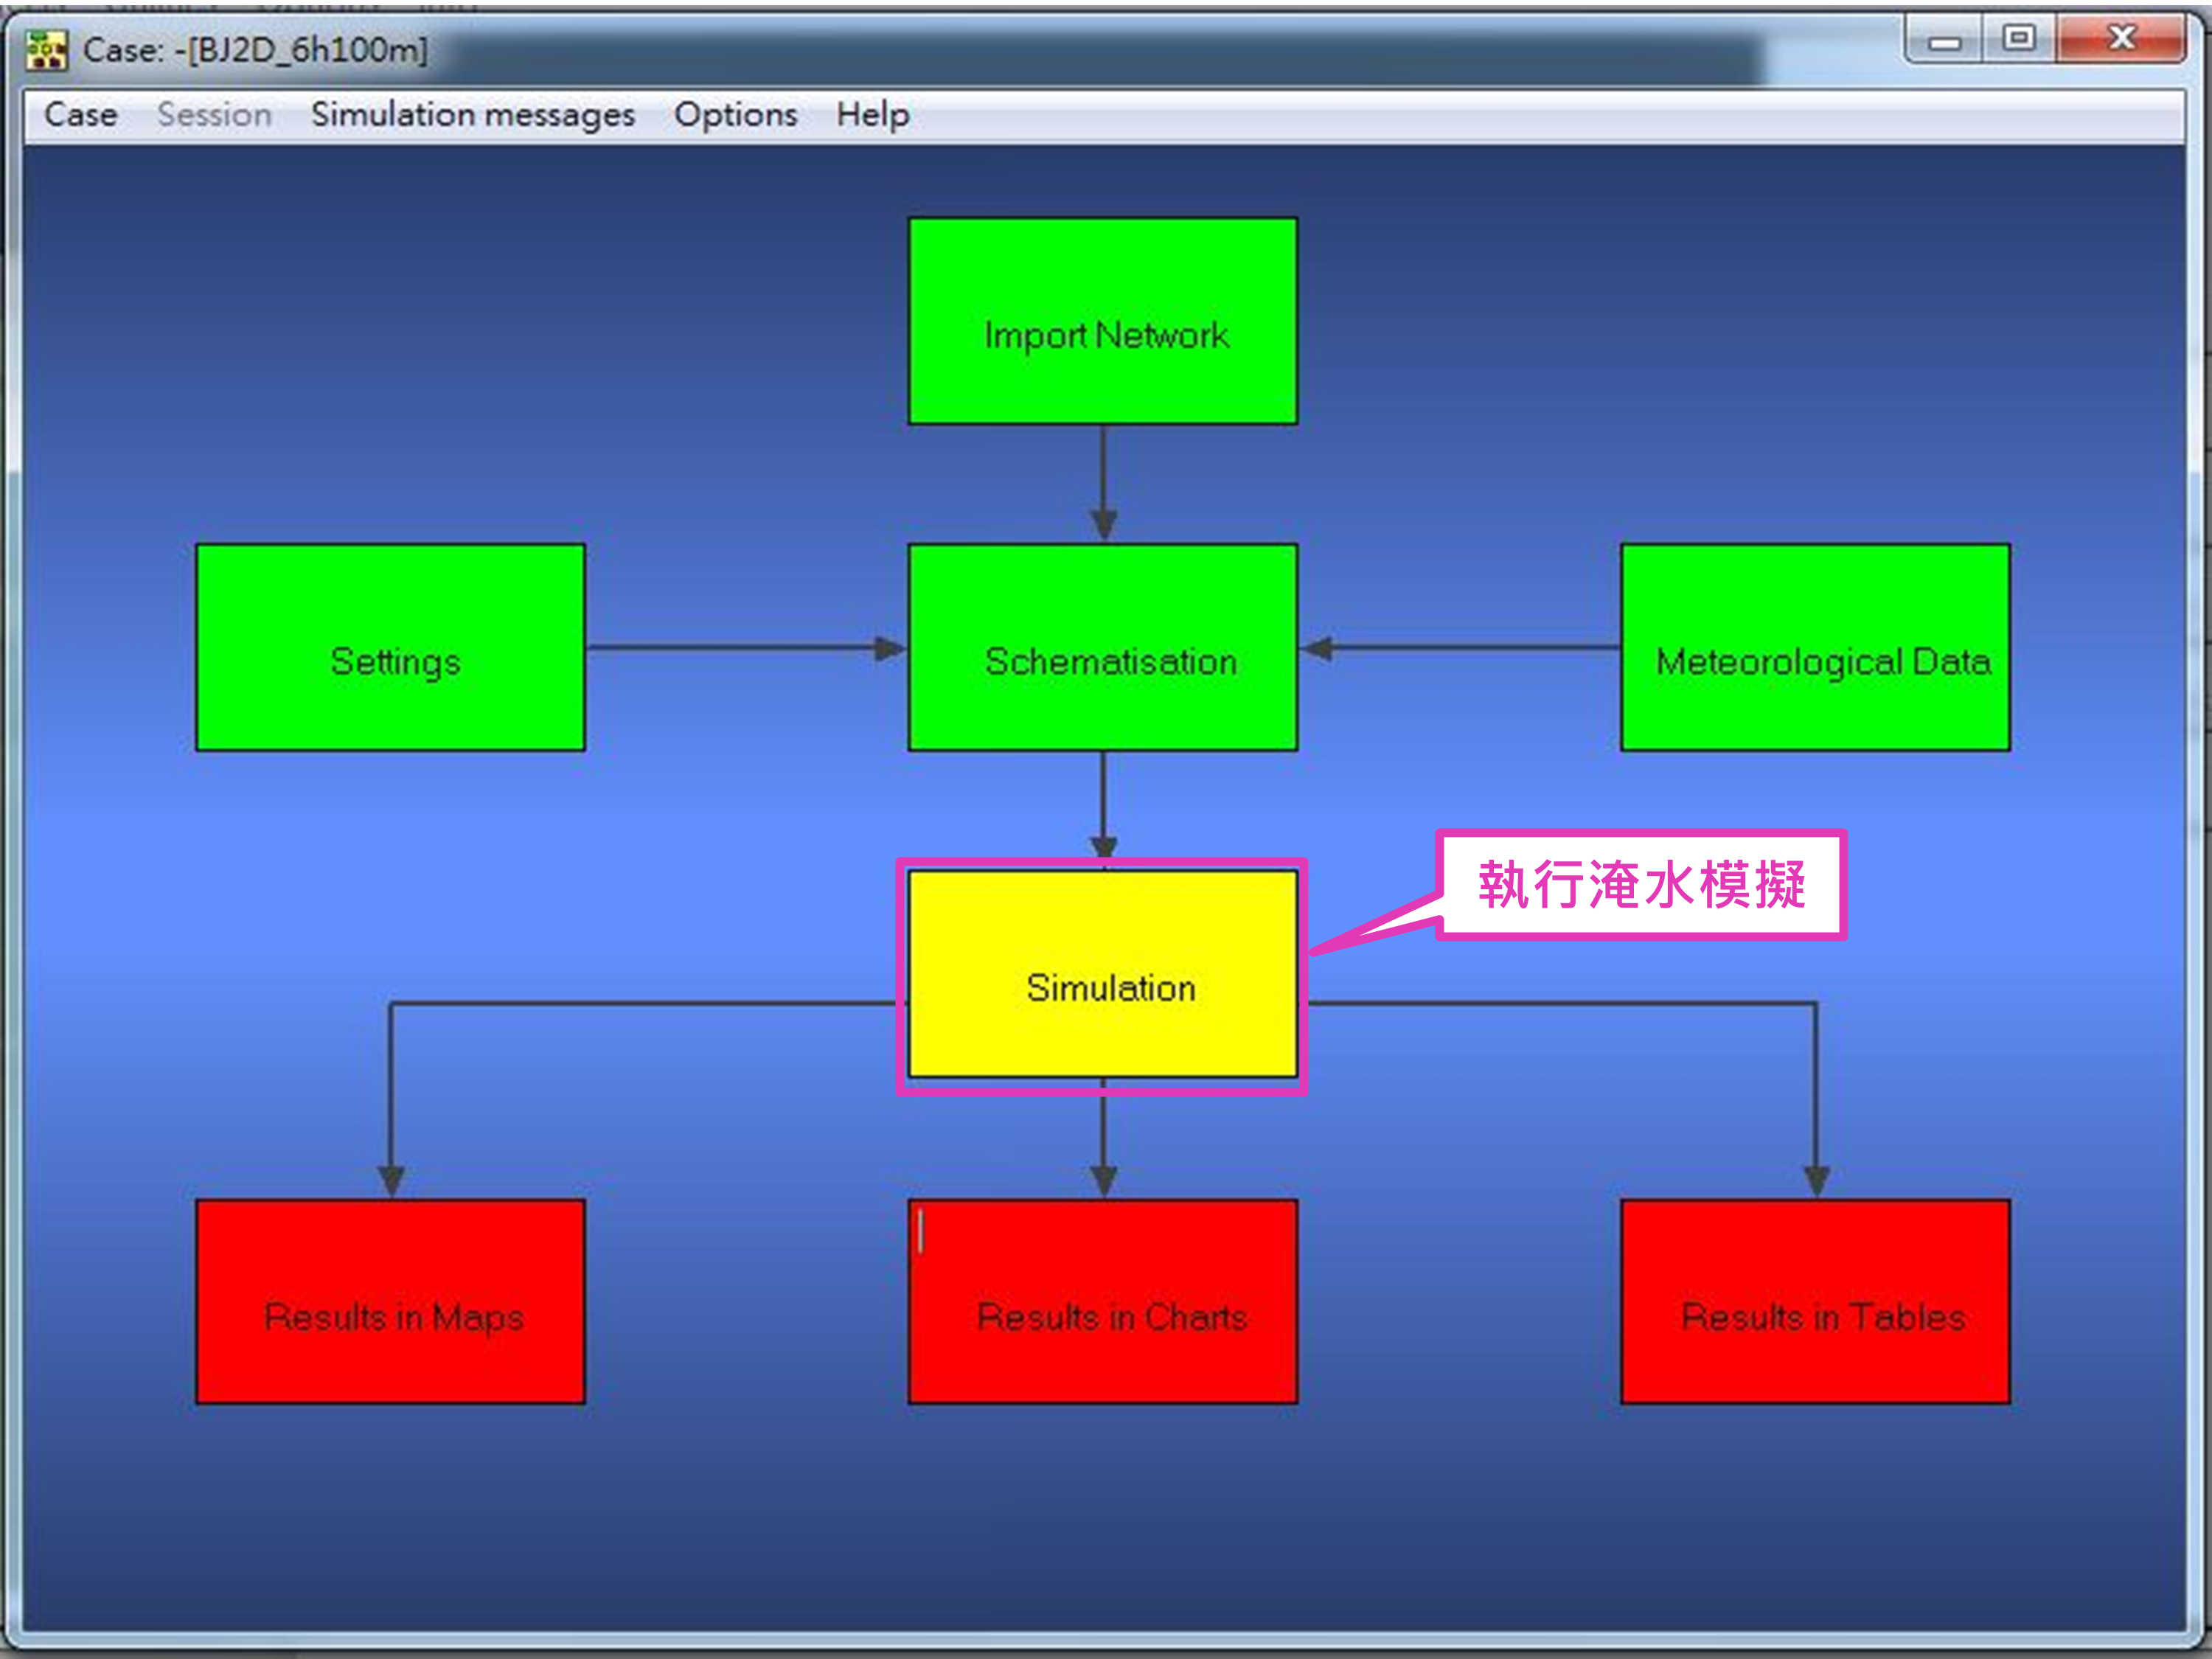 Case: -[BJ2D_6h100m]
Case Session Simulation messages Options Help
Import Network
Settings
Schematisation
Meteorological Data
執行淹水模擬
Simulation
Results in Maps
Results in Charts
Results in Tables